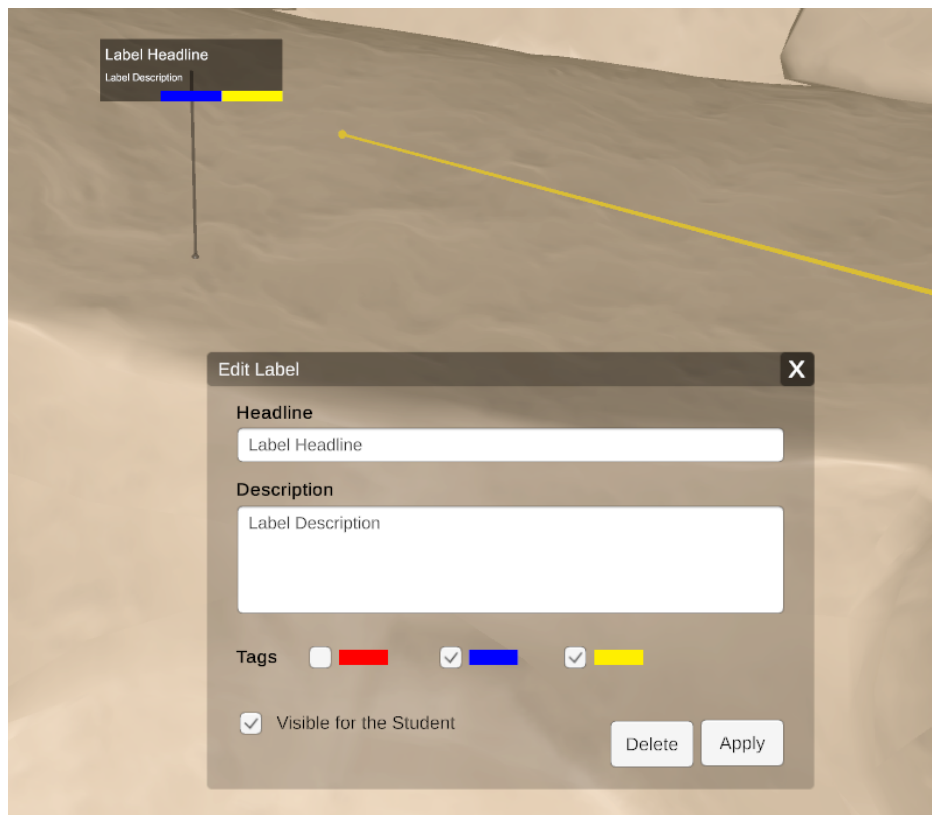 Label Headline
Label Description
Edit Label
X
Headline
Label Headline
Description
Label Description
Tags
Visible for the Student
Delete
Apply